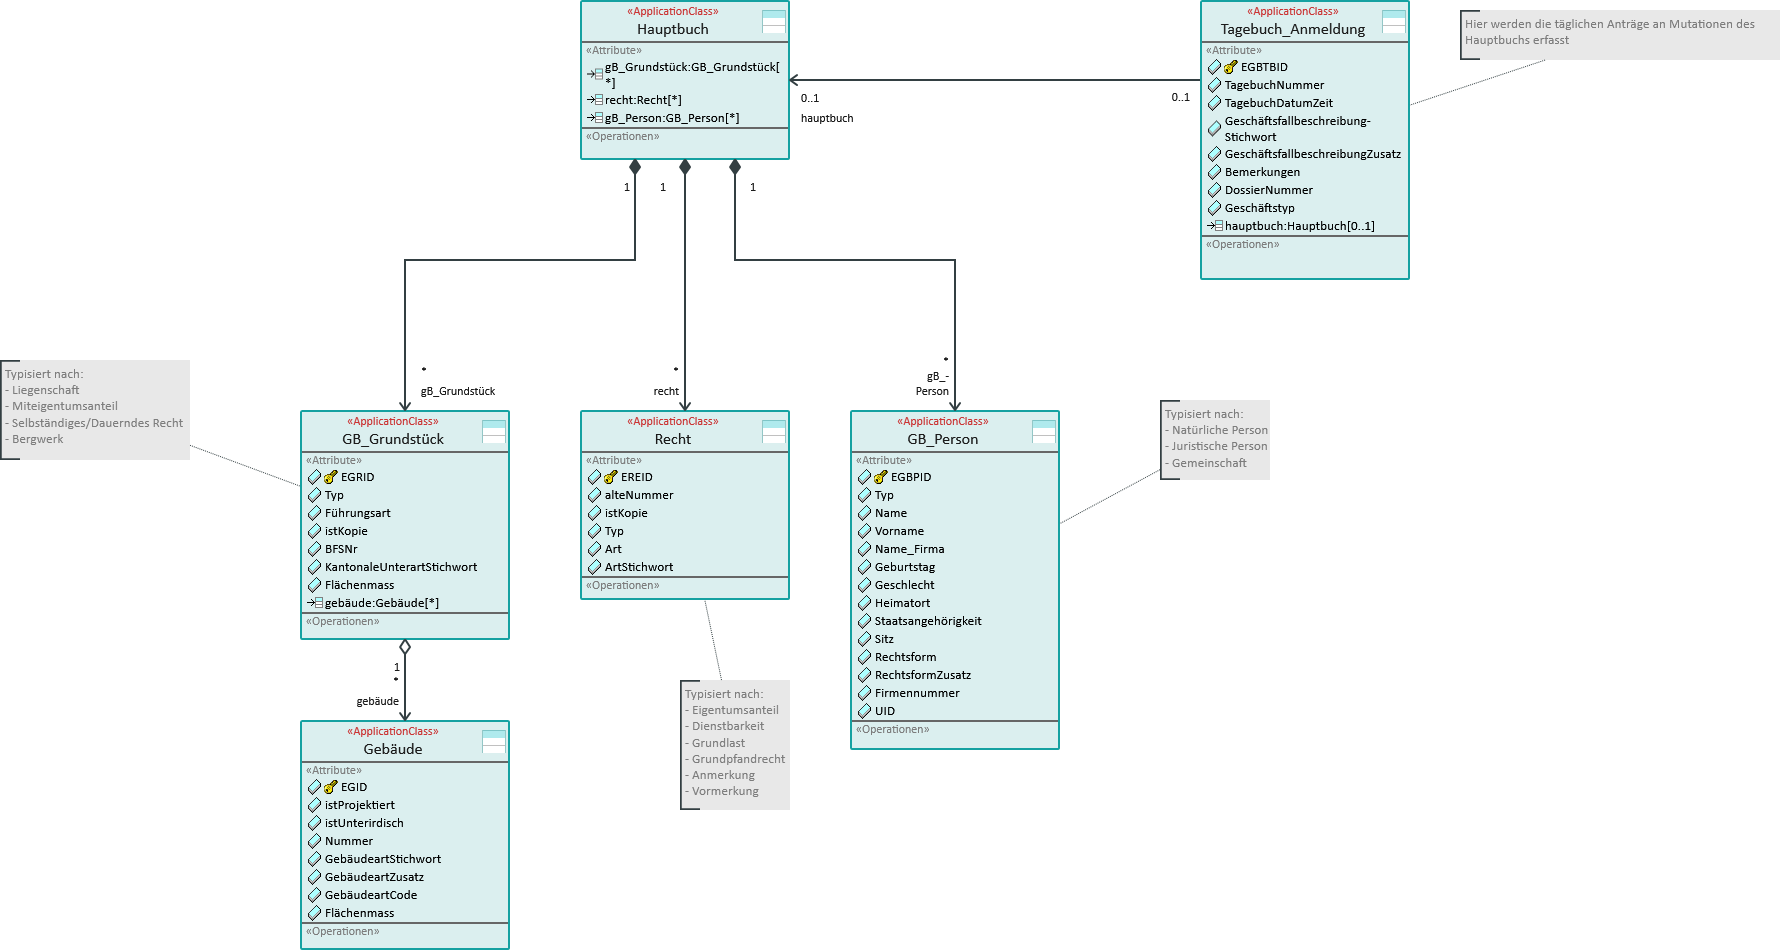 «ApplicationClass»
Hauptbuch
«Attribute»
gB_Grundstück:GB_Grundstück[
*]
recht:Recht[*]
gB_Person:GB_Person[*]
«Operationen»
«ApplicationClass»
Tagebuch_Anmeldung
«Attribute»
EGBTBID
TagebuchNummer
TagebuchDatumZeit
Geschäftsfallbeschreibung-
Stichwort
GeschäftsfallbeschreibungZusatz
Bemerkungen
DossierNummer
Geschäftstyp
hauptbuch:Hauptbuch[0..1]
«Operationen»
Hier werden die täglichen Anträge an Mutationen des
Hauptbuchs erfasst
0..1
hauptbuch
0..1
1
1
1
*
gB_Grundstück
*
recht
*
gB_-
Person
Typisiert nach:
- Liegenschaft
- Miteigentumsanteil
- Selbständiges/Dauerndes Recht
- Bergwerk
«ApplicationClass»
GB_Grundstück
«Attribute»
EGRID
Typ
Führungsart
istKopie
BFSNr
KantonaleUnterartStichwort
Flächenmass
gebäude:Gebäude[*]
«Operationen»
«ApplicationClass»
Recht
«Attribute»
EREID
alteNummer
istKopie
Typ
Art
ArtStichwort
«Operationen»
«ApplicationClass»
GB_Person
«Attribute»
EGBPID
Typ
Name
Vorname
Name_Firma
Geburtstag
Geschlecht
Heimatort
Staatsangehörigkeit
Sitz
Rechtsform
RechtsformZusatz
Firmennummer
UID
«Operationen»
Typisiert nach:
- Natürliche Person
- Juristische Person
- Gemeinschaft
1
*
gebäude
«ApplicationClass»
Gebäude
«Attribute»
EGID
istProjektiert
istUnterirdisch
Nummer
GebäudeartStichwort
GebäudeartZusatz
GebäudeartCode
Flächenmass
«Operationen»
Typisiert nach:
- Eigentumsanteil
- Dienstbarkeit
- Grundlast
- Grundpfandrecht
- Anmerkung
- Vormerkung